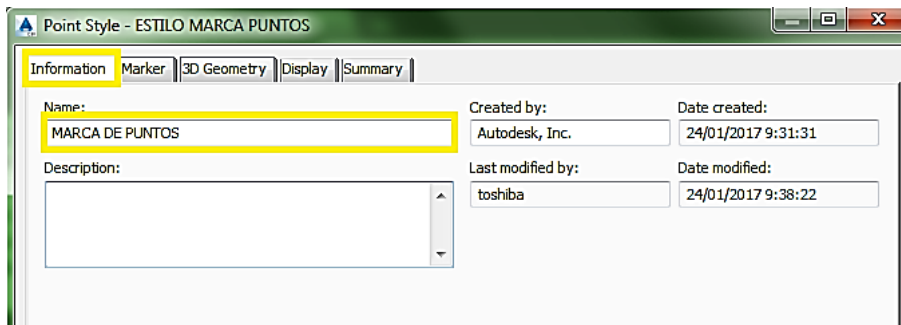 Point Style - ESTILO MARCA PUNTOS
Information Marker 3D Geometry Display Summary
Name: Created by: Date created:
MARCA DE PUNTOS Autodesk, Inc. 24/01/2017 9:31:31
Description: Last modified by: Date modified:
toshiba 24/01/2017 9:38:22